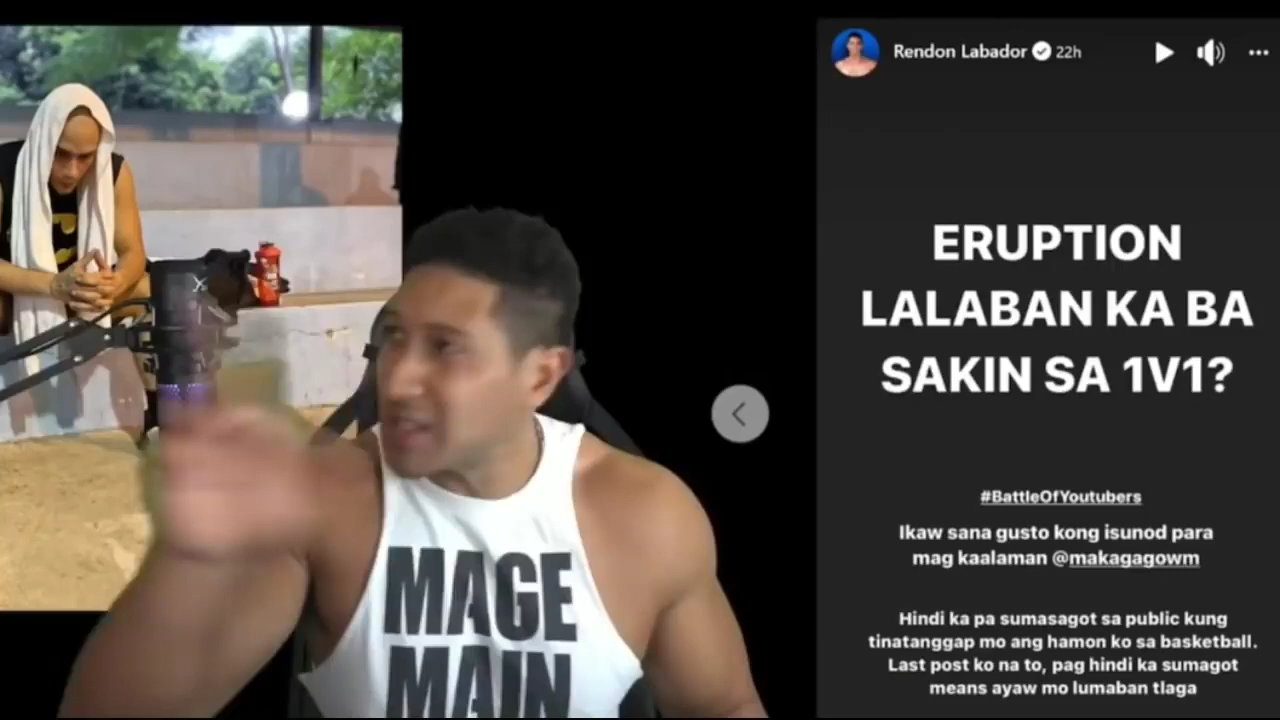 Rendon Labador 22h
ERUPTION
LALABAN KA BA
SAKIN SA 1V1?
#BattleOfYoutubers
Ikaw sana gusto kong isunod para
mag kaalaman @makagagowm
Hindi ka pa sumasagot sa public kung
tinatanggap mo ang hamon ko sa basketball.
Last post ko na to, pag hindi ka sumagot
means ayaw mo lumaban tlaga
MAGE
MAIN